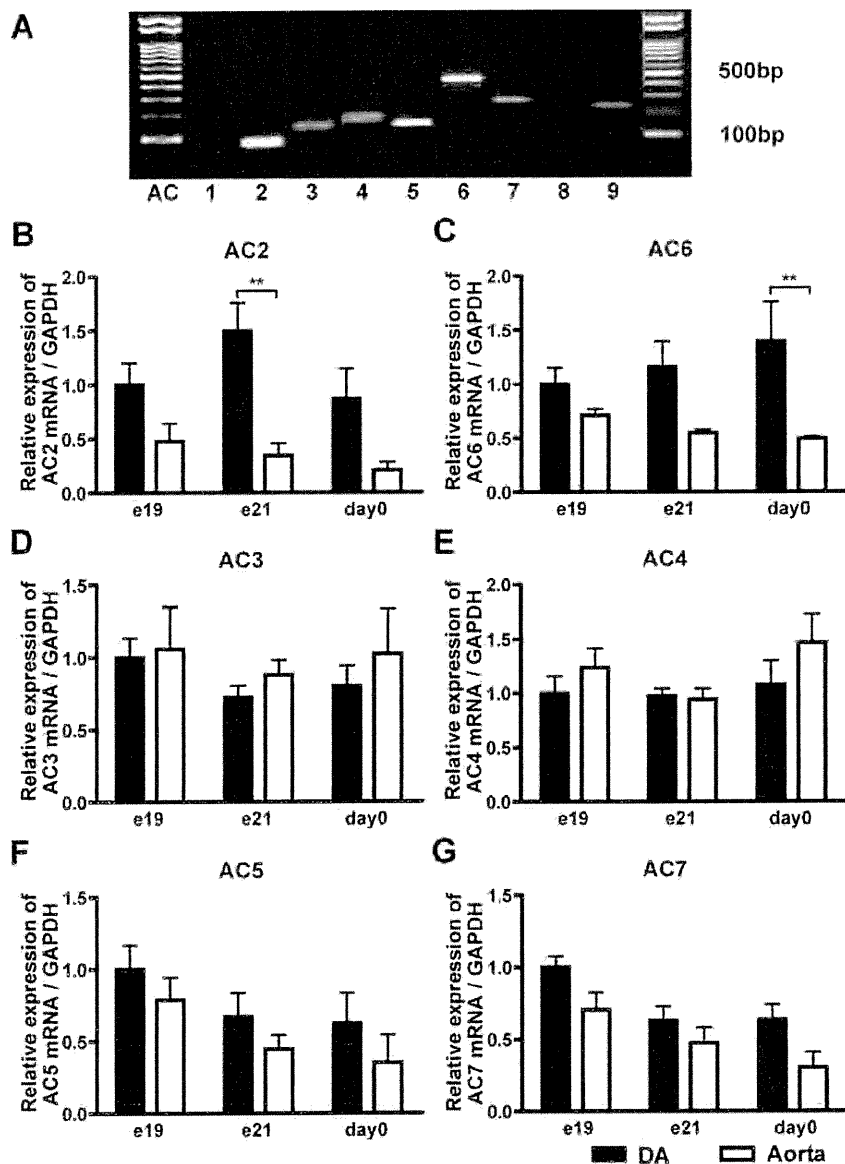 A
500bp
100bp
AC 1 2 3 4 5 6 7 8 9
B
AC2
Relative expression of
AC2 mRNA / GAPDH
2.0
1.5
1.0
0.5
0.0
**
e19 e21 day0
C
AC6
Relative expression of
AC6 mRNA / GAPDH
2.0
1.5
1.0
0.5
0.0
**
e19 e21 day0
D
AC3
Relative expression of
AC3 mRNA / GAPDH
1.5
1.0
0.5
0.0
e19 e21 day0
E
AC4
Relative expression of
AC4 mRNA / GAPDH
2.0
1.5
1.0
0.5
0.0
e19 e21 day0
F
AC5
Relative expression of
AC5 mRNA / GAPDH
1.5
1.0
0.5
0.0
e19 e21 day0
G
AC7
Relative expression of
AC7 mRNA / GAPDH
1.5
1.0
0.5
0.0
e19 e21 day0
DA Aorta